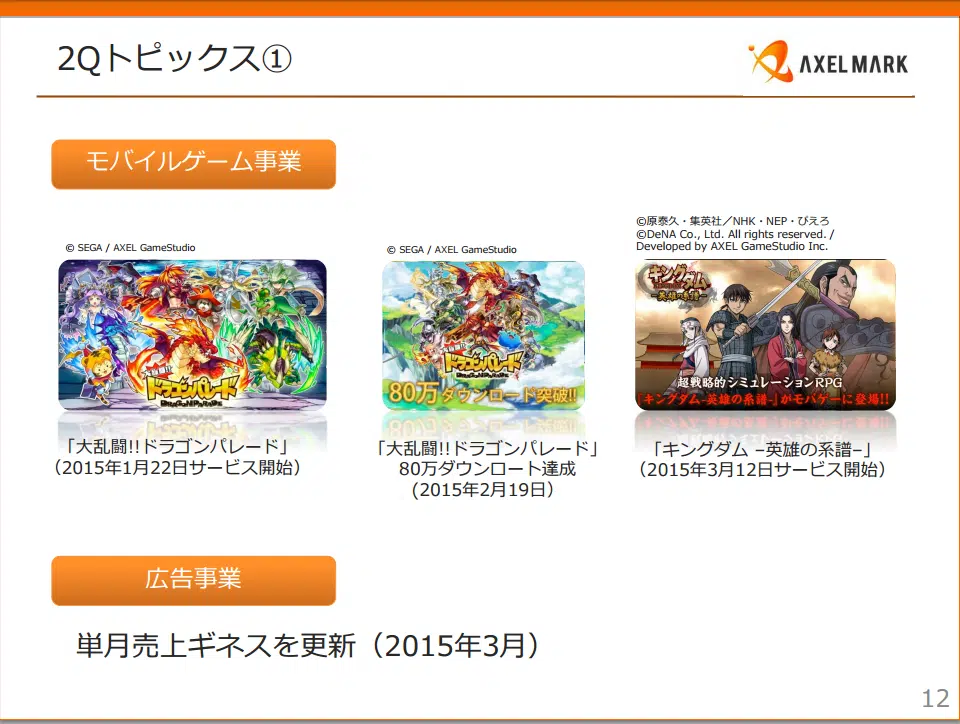 2Qトピックス①
AXEL MARK
モバイルゲーム事業
© SEGA / AXEL GameStudio
ドラゴンパレード
DRAGON PARADE
「大乱闘!!ドラゴンパレード」
（2015年1月22日サービス開始）
© SEGA / AXEL GameStudio
ドラゴンパレード
DRAGON PARADE
80万ダウンロード突破!!
「大乱闘!!ドラゴンパレード」
80万ダウンロート達成
（2015年2月19日）
©原泰久・集英社／NHK・NEP・ぴえろ
©DeNA Co., Ltd. All rights reserved. /
Developed by AXEL GameStudio Inc.
キングダム
-英雄の系譜-
超戦略的シミュレーションRPG
『キングダム-英雄の系譜-』がモバゲーに登場!!
「キングダム –英雄の系譜–」
（2015年3月12日サービス開始）
広告事業
単月売上ギネスを更新（2015年3月）
12